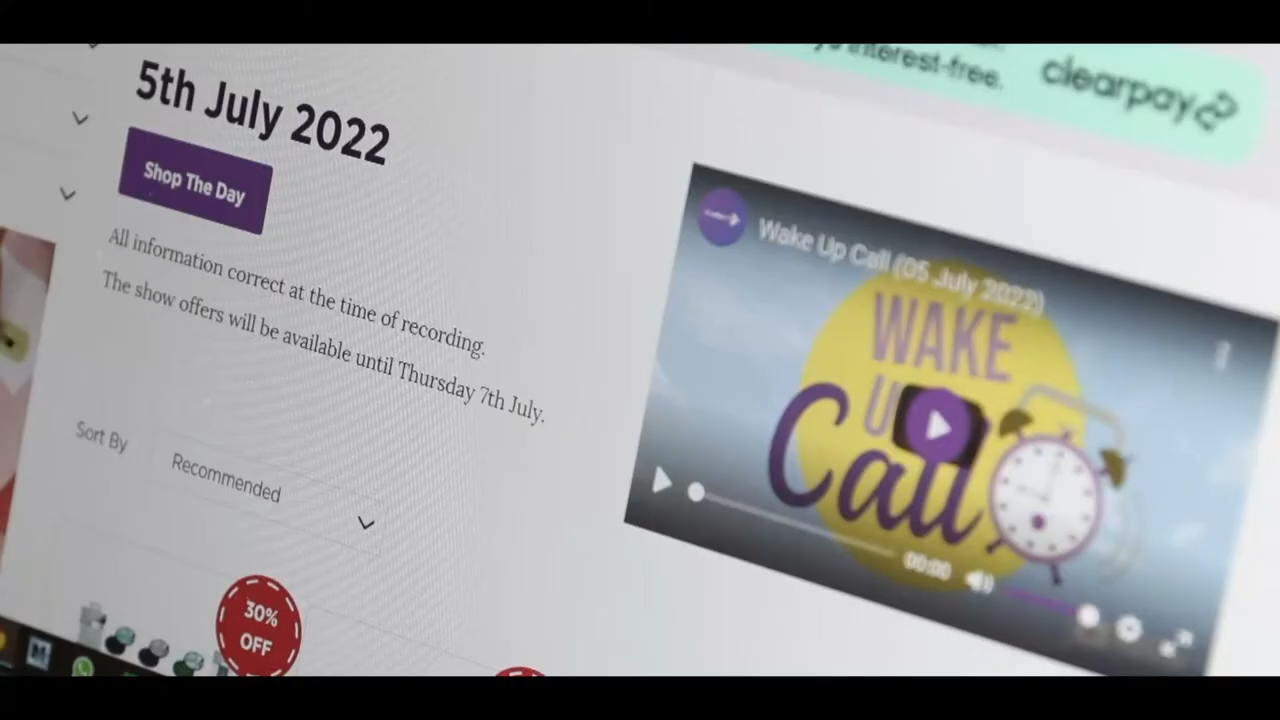 5th July 2022
Shop The Day
All information correct at the time of recording.
The show offers will be available until Thursday 7th July.
Sort By
Recommended
30%
OFF
interest-free.
clearpay
Wake Up Call (05 July 2022)
WAKE
Call
00:00